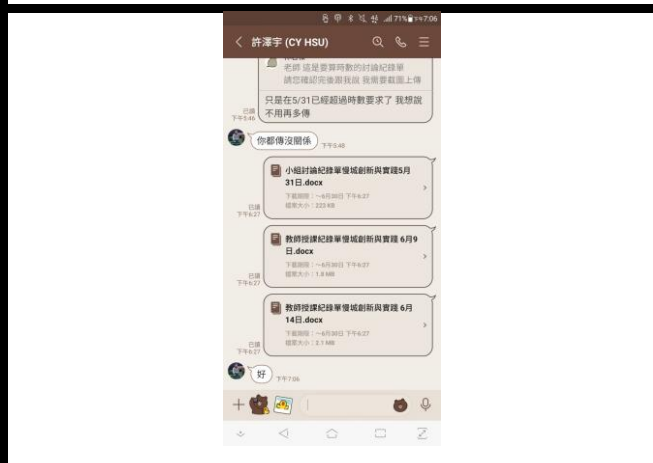 71% 下午7:06
許澤宇 (CY HSU)
老師 這是要算時數的討論紀錄單
請您確認完後跟我說 我需要截圖上傳
只是在5/31已經超過時數要求了 我想說
不用再多傳
已讀
下午5:46
你都傳沒關係
下午5:48
小組討論紀錄單慢城創新與實踐5月
31日.docx
下載期限：～6月30日 下午6:27
檔案大小：223 KB
已讀
下午6:27
教師授課紀錄單慢城創新與實踐 6月9
日.docx
下載期限：～6月30日 下午6:27
檔案大小：1.8 MB
已讀
下午6:27
教師授課紀錄單慢城創新與實踐 6月
14日.docx
下載期限：～6月30日 下午6:27
檔案大小：2.1 MB
已讀
下午6:27
好
下午7:06